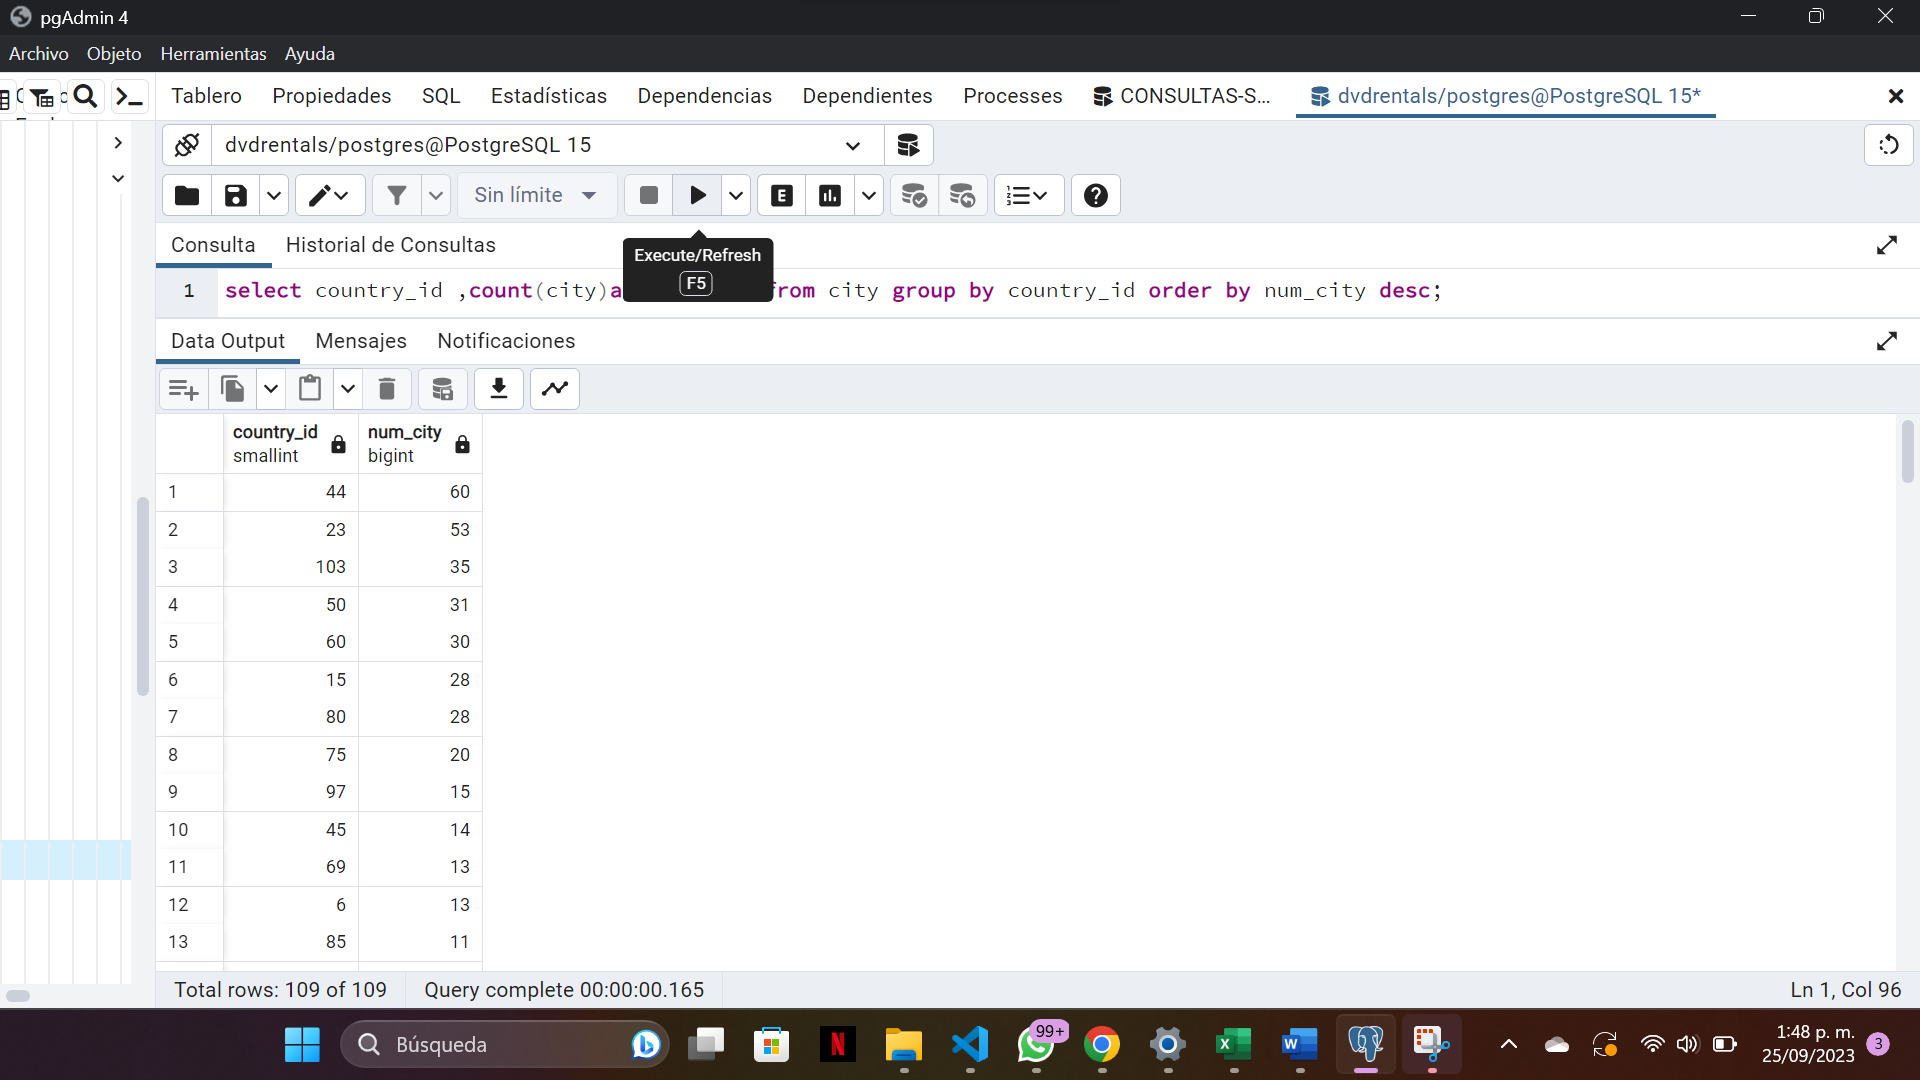 pgAdmin 4
Archivo Objeto Herramientas Ayuda
Tablero Propiedades SQL Estadísticas Dependencias Dependientes Processes CONSULTAS-S... dvdrentals/postgres@PostgreSQL 15*
dvdrentals/postgres@PostgreSQL 15
Sin límite E
Consulta Historial de Consultas
Execute/Refresh
F5
1 select country_id ,count(city)a rom city group by country_id order by num_city desc;
Data Output Mensajes Notificaciones
country_id num_city
smallint bigint
1 44 60
2 23 53
3 103 35
4 50 31
5 60 30
6 15 28
7 80 28
8 75 20
9 97 15
10 45 14
11 69 13
12 6 13
13 85 11
Total rows: 109 of 109 Query complete 00:00:00.165 Ln 1, Col 96
Búsqueda 99+ 1:48 p. m.
25/09/2023 3